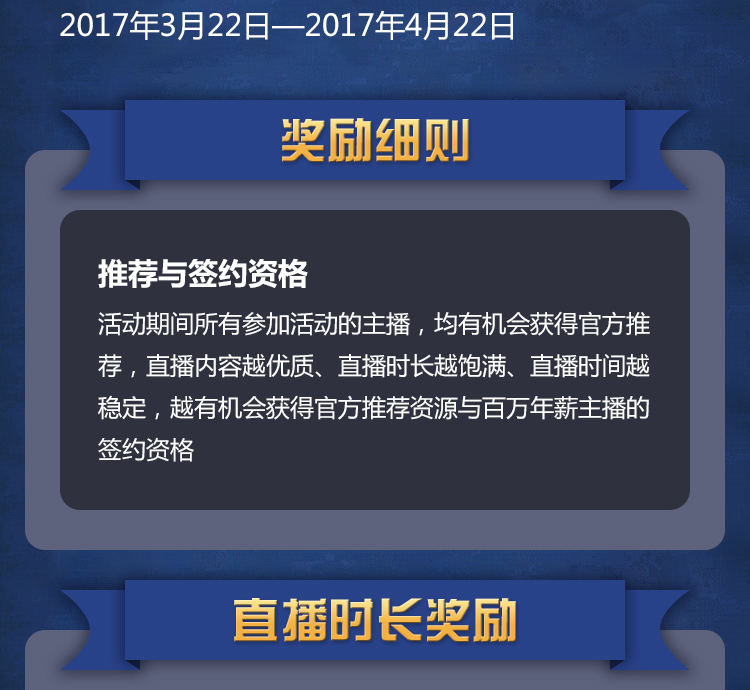 2017年3月22日—2017年4月22日
奖励细则
推荐与签约资格
活动期间所有参加活动的主播，均有机会获得官方推
荐，直播内容越优质、直播时长越饱满、直播时间越
稳定，越有机会获得官方推荐资源与百万年薪主播的
签约资格
直播时长奖励